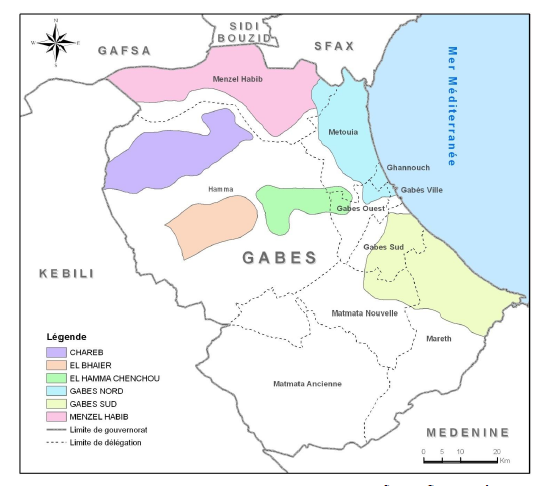 N
W E
S
GAFSA
SIDI
BOUZID
SFAX
Mer Méditerranée
Menzel Habib
Metouia
Ghannouch
Gabès Ville
Hamma
Gabes Ouest
Gabes Sud
GABES
KEBILI
Matmata Nouvelle
Mareth
Matmata Ancienne
MEDENINE
Légende
CHAREB
EL BHAIER
EL HAMMA CHENCHOU
GABES NORD
GABES SUD
MENZEL HABIB
Limite de gouvernorat
Limite de délégation
0 5 10 20
Km